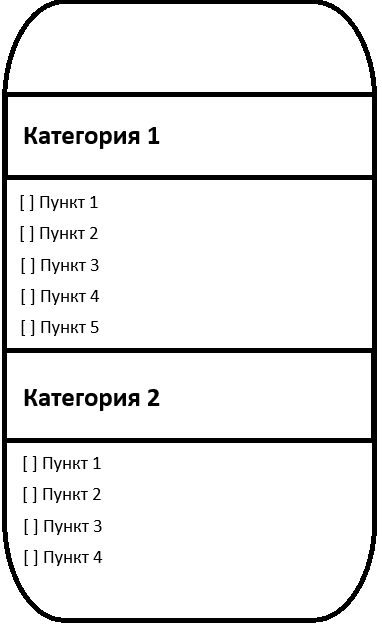 Категория 1
[ ] Пункт 1
[ ] Пункт 2
[ ] Пункт 3
[ ] Пункт 4
[ ] Пункт 5
Категория 2
[ ] Пункт 1
[ ] Пункт 2
[ ] Пункт 3
[ ] Пункт 4